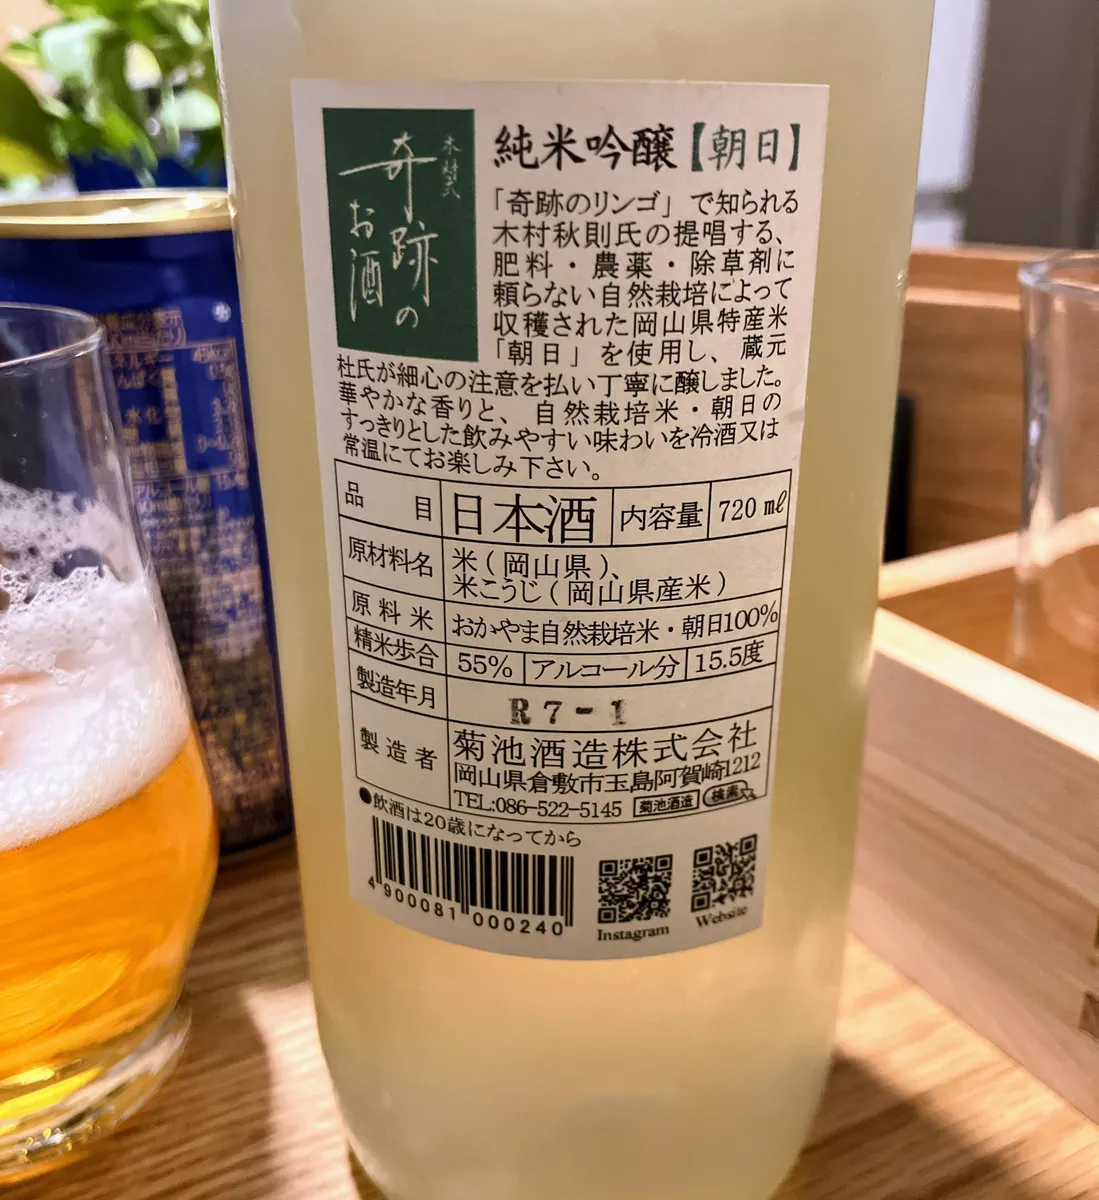 木村式
奇跡の
お酒
純米吟醸【朝日】
「奇跡のリンゴ」で知られる
木村秋則氏の提唱する、
肥料・農薬・除草剤に
頼らない自然栽培によって
収穫された岡山県特産米
「朝日」を使用し、蔵元
杜氏が細心の注意を払い丁寧に醸しました。
華やかな香りと、自然栽培米・朝日の
すっきりとした飲みやすい味わいを冷酒又は
常温にてお楽しみ下さい。
品目 日本酒 内容量 720㎖
原材料名 米(岡山県)、
米こうじ(岡山県産米)
原料米 おかやま自然栽培米・朝日100%
精米歩合 55% アルコール分 15.5度
製造年月 R7-1
製造者 菊池酒造株式会社
岡山県倉敷市玉島阿賀崎1212
TEL:086-522-5145 菊池酒造 検索
●飲酒は20歳になってから
4 900081 000240
Instagram
Website